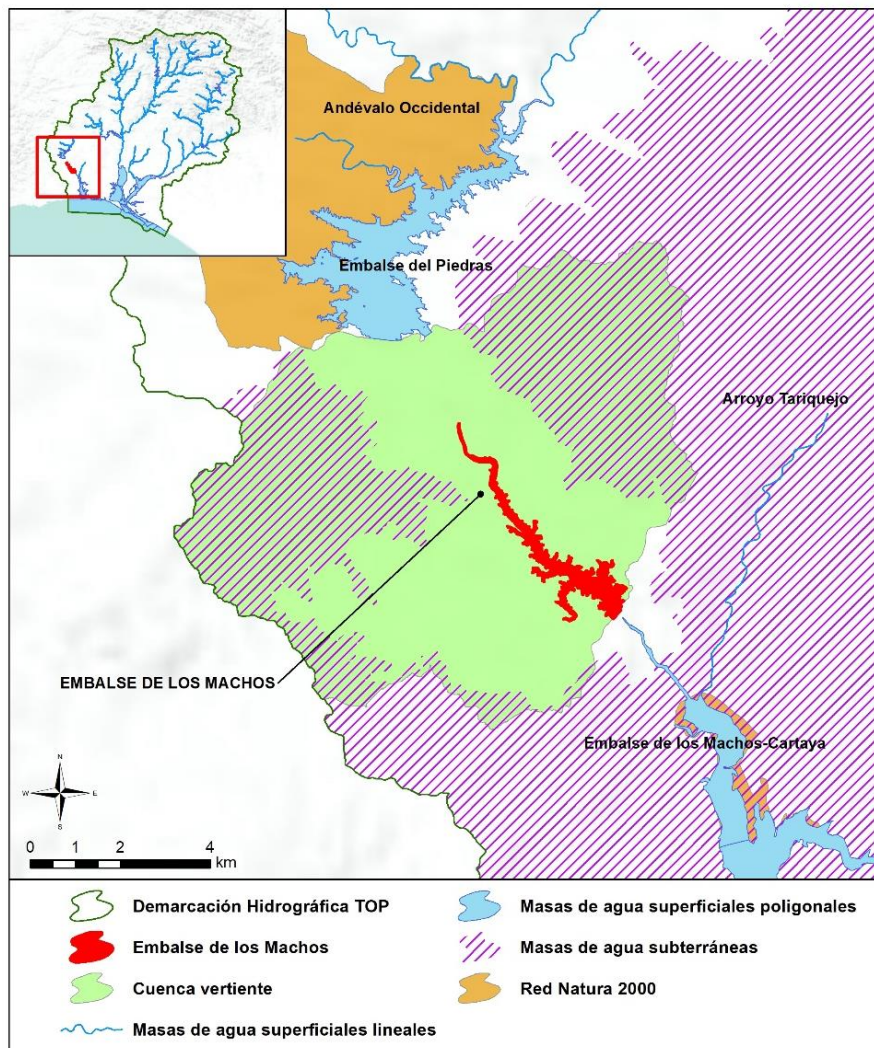 Andévalo Occidental
Embalse del Piedras
Arroyo Tariquejo
EMBALSE DE LOS MACHOS
Embalse de los Machos-Cartaya
N
W E
S
0 1 2 4
km
Demarcación Hidrográfica TOP
Masas de agua superficiales poligonales
Embalse de los Machos
Masas de agua subterráneas
Cuenca vertiente
Red Natura 2000
Masas de agua superficiales lineales